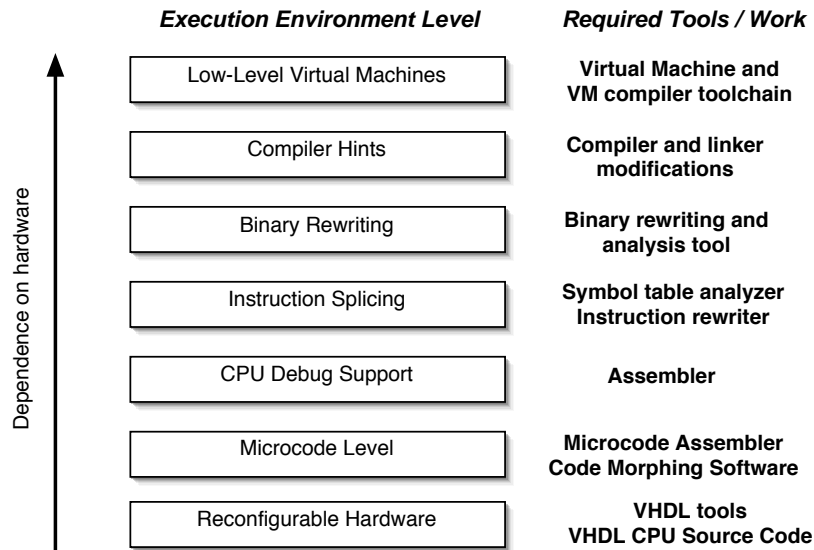 Execution Environment Level
Required Tools / Work
Dependence on hardware
Low-Level Virtual Machines
Virtual Machine and
VM compiler toolchain
Compiler Hints
Compiler and linker
modifications
Binary Rewriting
Binary rewriting and
analysis tool
Instruction Splicing
Symbol table analyzer
Instruction rewriter
CPU Debug Support
Assembler
Microcode Level
Microcode Assembler
Code Morphing Software
Reconfigurable Hardware
VHDL tools
VHDL CPU Source Code